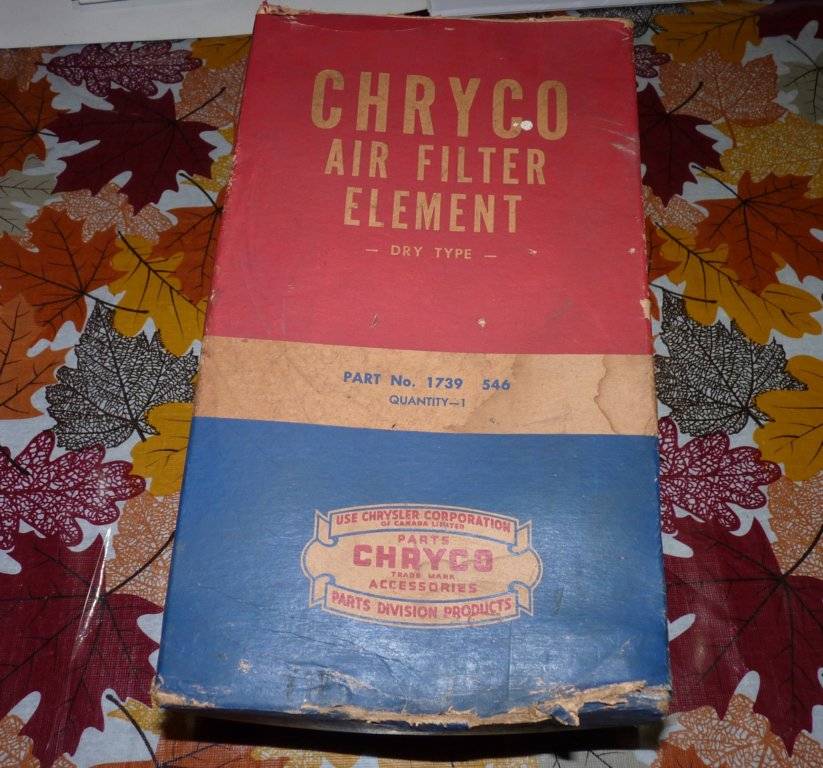 CHRYCO
AIR FILTER
ELEMENT
— DRY TYPE —
PART No. 1739 546
QUANTITY—1
USE CHRYSLER CORPORATION
OF CANADA LIMITED
PARTS
CHRYCO
TRADE MARK
ACCESSORIES
PARTS DIVISION PRODUCTS